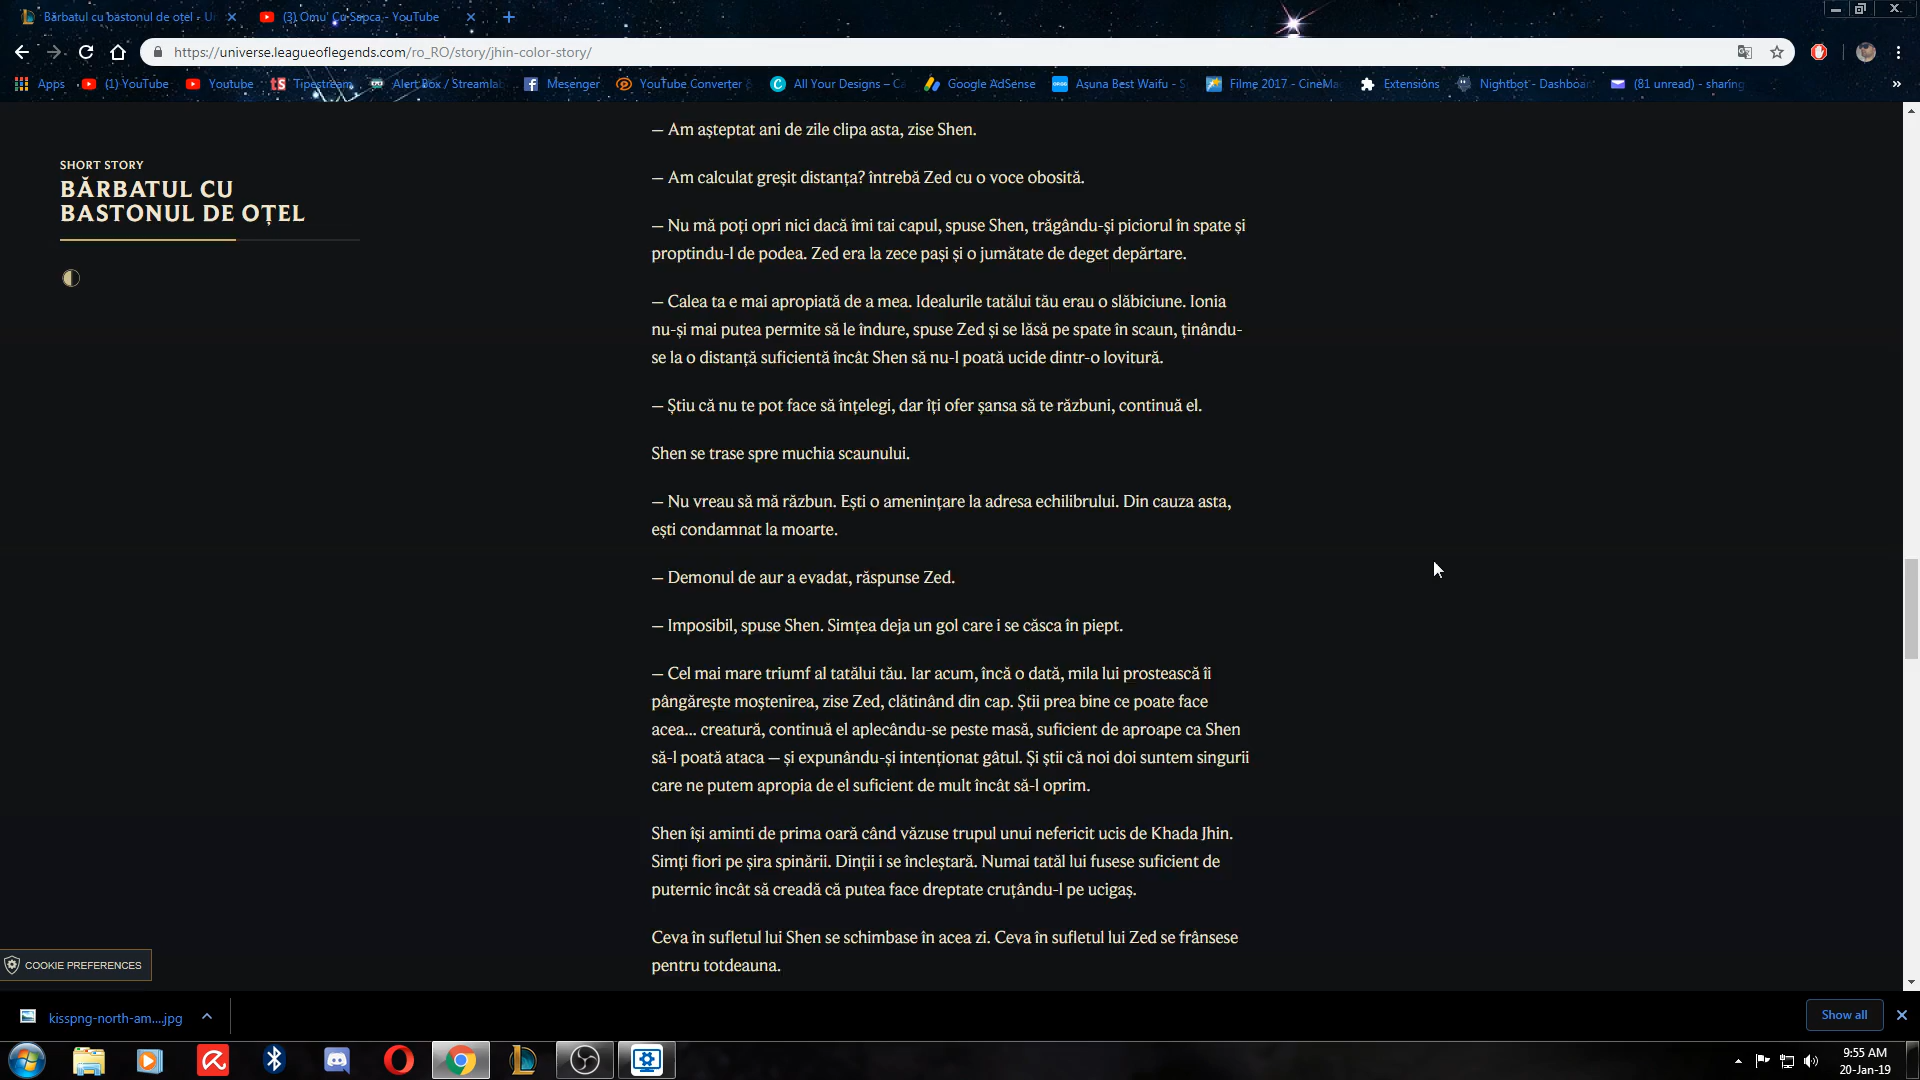 Bărbatul cu bastonul de oțel - Un
(3) Omu' Cu Sapca - YouTube
https://universe.leagueoflegends.com/ro_RO/story/jhin-color-story/
Apps
(1) YouTube
Youtube
Tipestream
Alert Box / Streamlab
Mesenger
YouTube Converter &
All Your Designs – Ca
Google AdSense
Asuna Best Waifu - S
Filme 2017 - CineMa
Extensions
Nightbot - Dashboar
(81 unread) - sharing
»
— Am așteptat ani de zile clipa asta, zise Shen.
SHORT STORY
BĂRBATUL CU
BASTONUL DE OȚEL
— Am calculat greșit distanța? întrebă Zed cu o voce obosită.
— Nu mă poți opri nici dacă îmi tai capul, spuse Shen, trăgându-și piciorul în spate și
proptindu-l de podea. Zed era la zece pași și o jumătate de deget depărtare.
— Calea ta e mai apropiată de a mea. Idealurile tatălui tău erau o slăbiciune. Ionia
nu-și mai putea permite să le îndure, spuse Zed și se lăsă pe spate în scaun, ținându-
se la o distanță suficientă încât Shen să nu-l poată ucide dintr-o lovitură.
— Știu că nu te pot face să înțelegi, dar îți ofer șansa să te răzbuni, continuă el.
Shen se trase spre muchia scaunului.
— Nu vreau să mă răzbun. Ești o amenințare la adresa echilibrului. Din cauza asta,
ești condamnat la moarte.
— Demonul de aur a evadat, răspunse Zed.
— Imposibil, spuse Shen. Simțea deja un gol care i se căsca în piept.
— Cel mai mare triumf al tatălui tău. Iar acum, încă o dată, mila lui prostească îi
pângărește moștenirea, zise Zed, clătinând din cap. Știi prea bine ce poate face
acea... creatură, continuă el aplecându-se peste masă, suficient de aproape ca Shen
să-l poată ataca — și expunându-și intenționat gâtul. Și știi că noi doi suntem singurii
care ne putem apropia de el suficient de mult încât să-l oprim.
Shen își aminti de prima oară când văzuse trupul unui nefericit ucis de Khada Jhin.
Simți fiori pe șira spinării. Dinții i se încleștară. Numai tatăl lui fusese suficient de
puternic încât să creadă că putea face dreptate cruțându-l pe ucigaș.
Ceva în sufletul lui Shen se schimbase în acea zi. Ceva în sufletul lui Zed se frânsese
pentru totdeauna.
COOKIE PREFERENCES
kisspng-north-am....jpg
Show all
9:55 AM
20-Jan-19